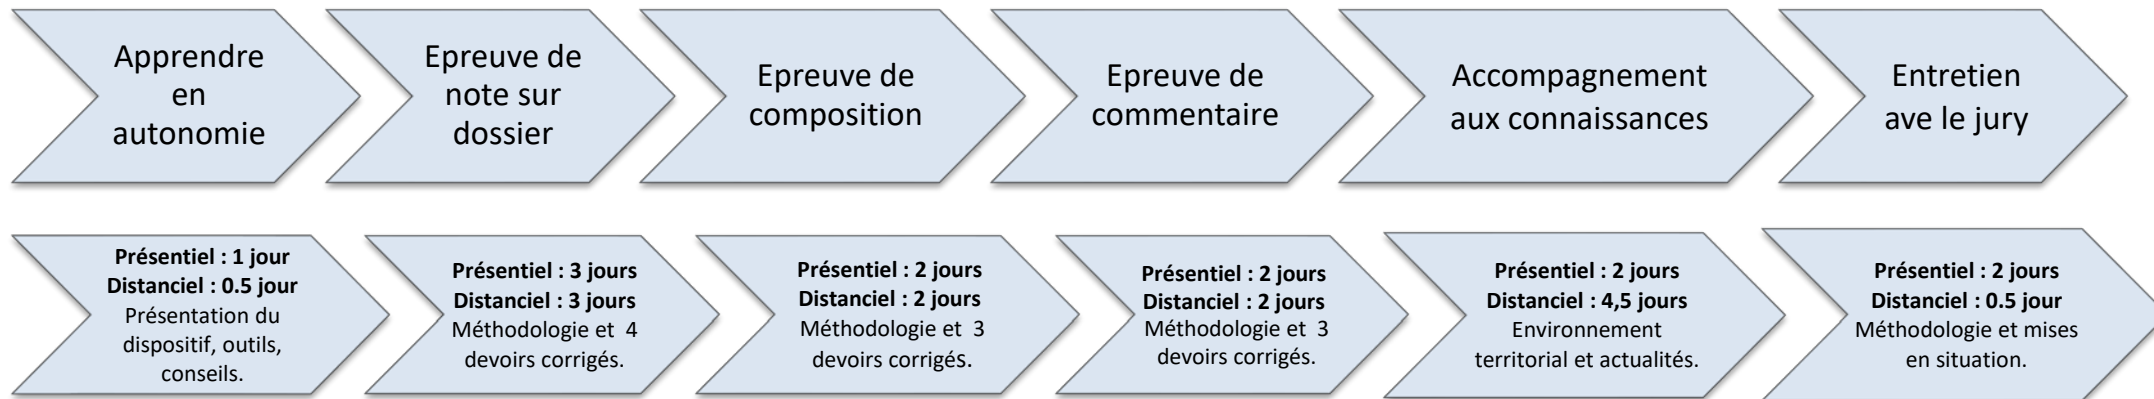 Apprendre
en
autonomie
Epreuve de
note sur
dossier
Epreuve de
composition
Epreuve de
commentaire
Accompagnement
aux connaissances
Entretien
ave le jury
Présentiel : 1 jour
Distanciel : 0.5 jour
Présentation du
dispositif, outils,
conseils.
Présentiel : 3 jours
Distanciel : 3 jours
Méthodologie et 4
devoirs corrigés.
Présentiel : 2 jours
Distanciel : 2 jours
Méthodologie et 3
devoirs corrigés.
Présentiel : 2 jours
Distanciel : 2 jours
Méthodologie et 3
devoirs corrigés.
Présentiel : 2 jours
Distanciel : 4,5 jours
Environnement
territorial et actualités.
Présentiel : 2 jours
Distanciel : 0.5 jour
Méthodologie et mises
en situation.